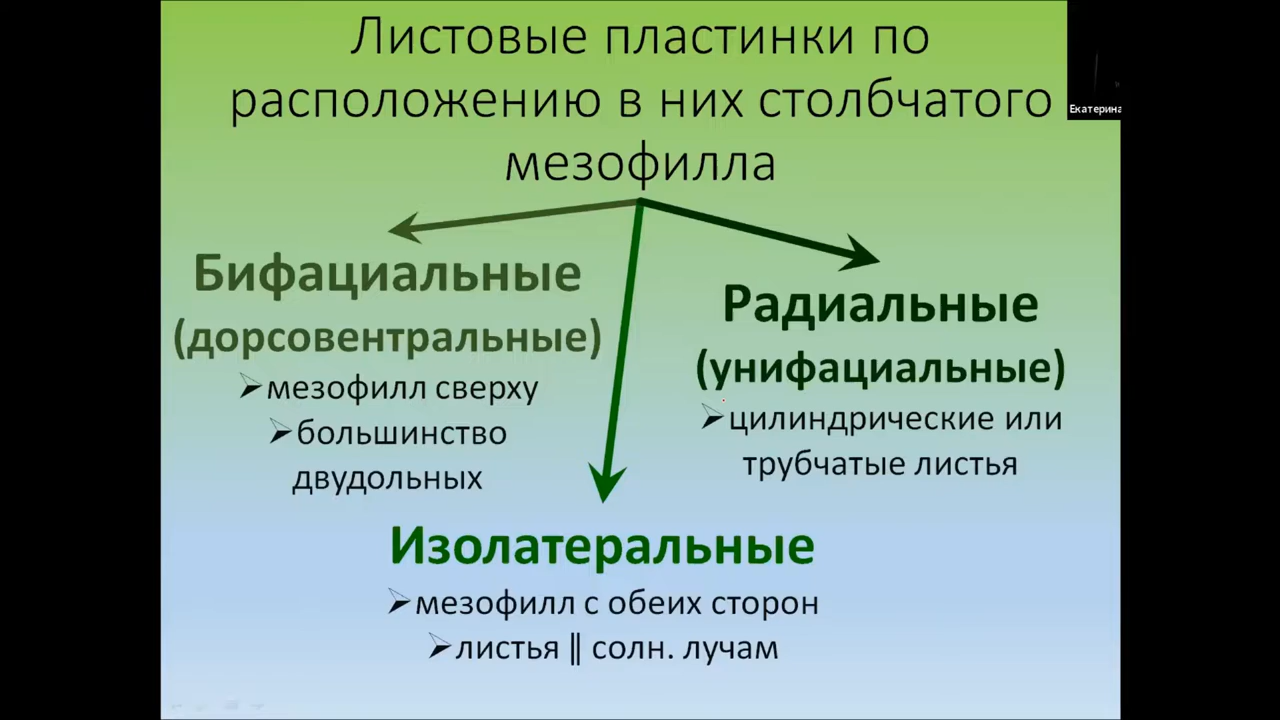 Листовые пластинки по
расположению в них столбчатого
мезофилла
Екатерина
Бифациальные
(дорсовентральные)
➢мезофилл сверху
➢большинство
двудольных
Радиальные
(унифациальные)
➢цилиндрические или
трубчатые листья
Изолатеральные
➢мезофилл с обеих сторон
➢листья ∥ солн. лучам